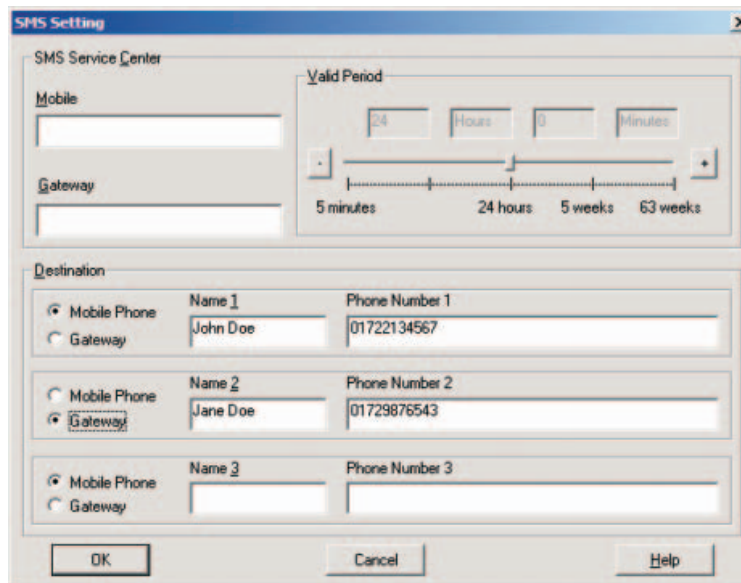 SMS Setting
SMS Service Center
Mobile
Gateway
Valid Period
24 Hours 0 Minutes
- +
5 minutes 24 hours 5 weeks 63 weeks
Destination
Mobile Phone
Gateway
Name 1 Phone Number 1
John Doe 01722134567
Mobile Phone
Gateway
Name 2 Phone Number 2
Jane Doe 01729876543
Mobile Phone
Gateway
Name 3 Phone Number 3
OK Cancel Help